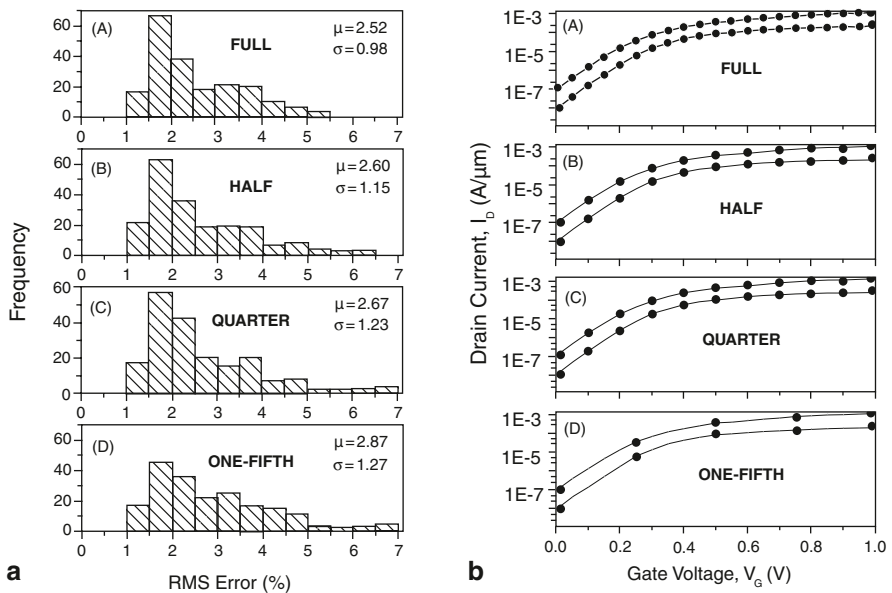 (A)
FULL
μ=2.52
σ=0.98
60
40
20
0
0 1 2 3 4 5 6 7
(B)
HALF
μ=2.60
σ=1.15
60
40
20
0
0 1 2 3 4 5 6 7
(C)
QUARTER
μ=2.67
σ=1.23
60
40
20
0
0 1 2 3 4 5 6 7
(D)
ONE-FIFTH
μ=2.87
σ=1.27
60
40
20
0
0 1 2 3 4 5 6 7
Frequency
RMS Error (%)
a
(A)
FULL
1E-3
1E-5
1E-7
(B)
HALF
1E-3
1E-5
1E-7
(C)
QUARTER
1E-3
1E-5
1E-7
(D)
ONE-FIFTH
1E-3
1E-5
1E-7
0.0 0.2 0.4 0.6 0.8 1.0
Drain Current, I_D (A/μm)
Gate Voltage, V_G (V)
b